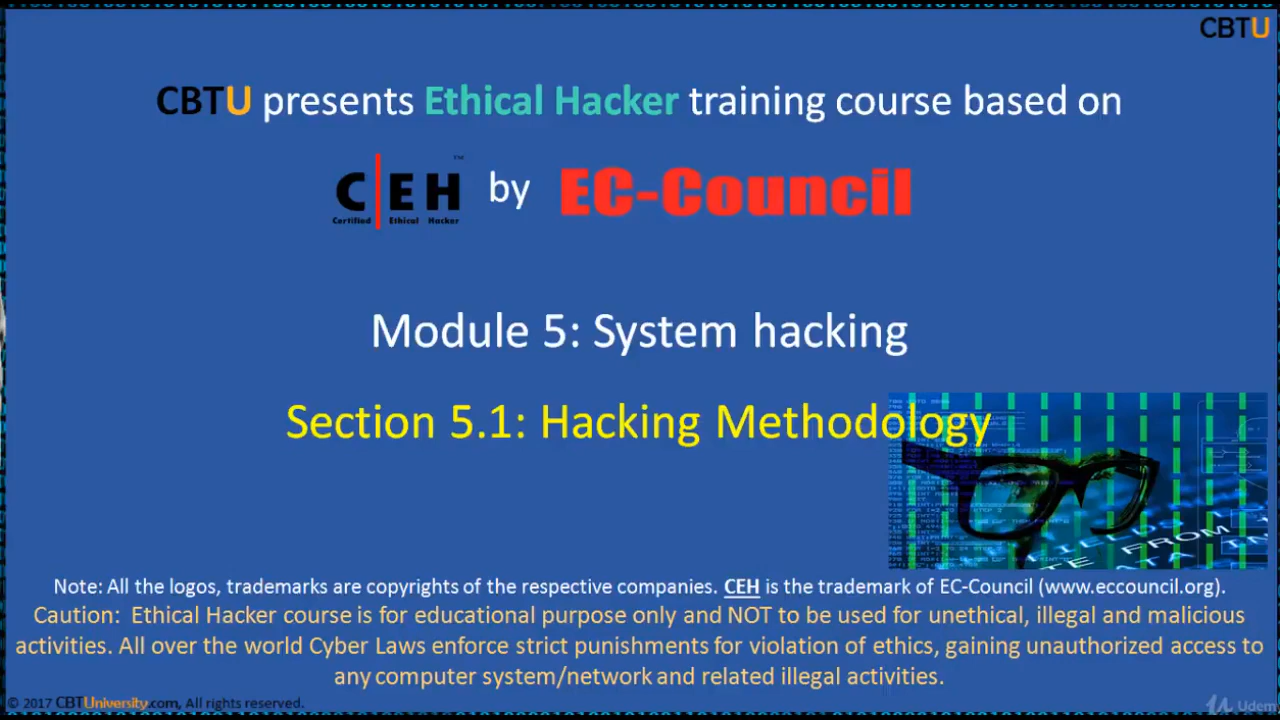 CBTU
CBTU presents Ethical Hacker training course based on
CEH™ by EC-Council
Certified Ethical Hacker
Module 5: System hacking
Section 5.1: Hacking Methodology
Note: All the logos, trademarks are copyrights of the respective companies. CEH is the trademark of EC-Council (www.eccouncil.org).
Caution: Ethical Hacker course is for educational purpose only and NOT to be used for unethical, illegal and malicious
activities. All over the world Cyber Laws enforce strict punishments for violation of ethics, gaining unauthorized access to
any computer system/network and related illegal activities.
© 2017 CBTUniversity.com, All rights reserved.